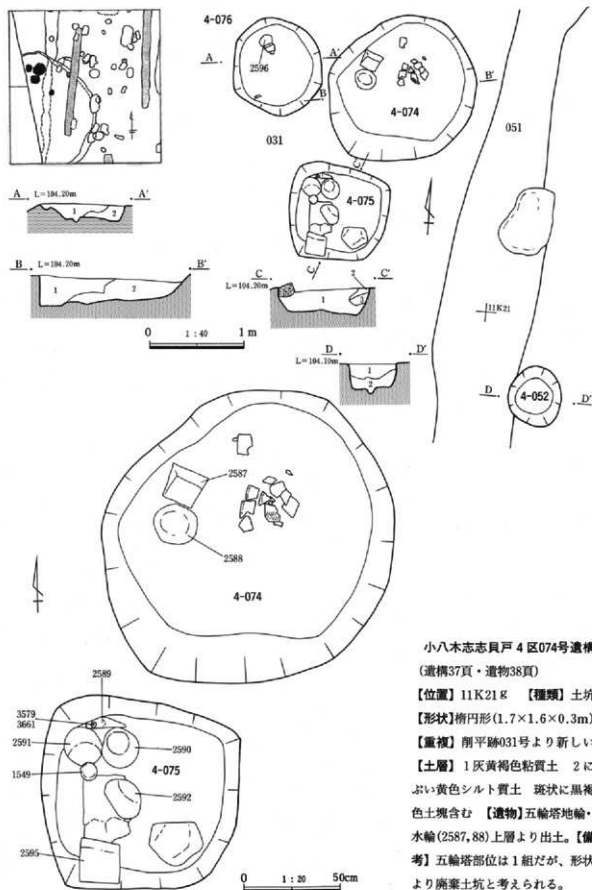 4-076
A
A'
2596
B
B'
4-074
031
051
C'
4-075
C
11K21
A L=104.20m A'
1 2
B L=104.20m B'
1 2
C C'
L=104.20m
2
1 3
0 1:40 1m
D D'
L=104.10m
1
2
D 4-052 D'
2587
2588
4-074
2589
3579
3661
2591
2590
1549
4-075
2592
2595
0 1:20 50cm
小八木志志貝戸4区074号遺構
(遺構37頁・遺物38頁)
【位置】11K21g 【種類】土坑
【形状】楕円形(1.7×1.6×0.3m)
【重複】削平跡031号より新しい
【土層】1灰黄褐色粘質土 2に
ぶい黄色シルト質土 斑状に黒褐
色土塊含む 【遺物】五輪塔地輪・
水輪(2587,88)上層より出土。【備
考】五輪塔部位は1組だが、形状
より廃棄土坑と考えられる。